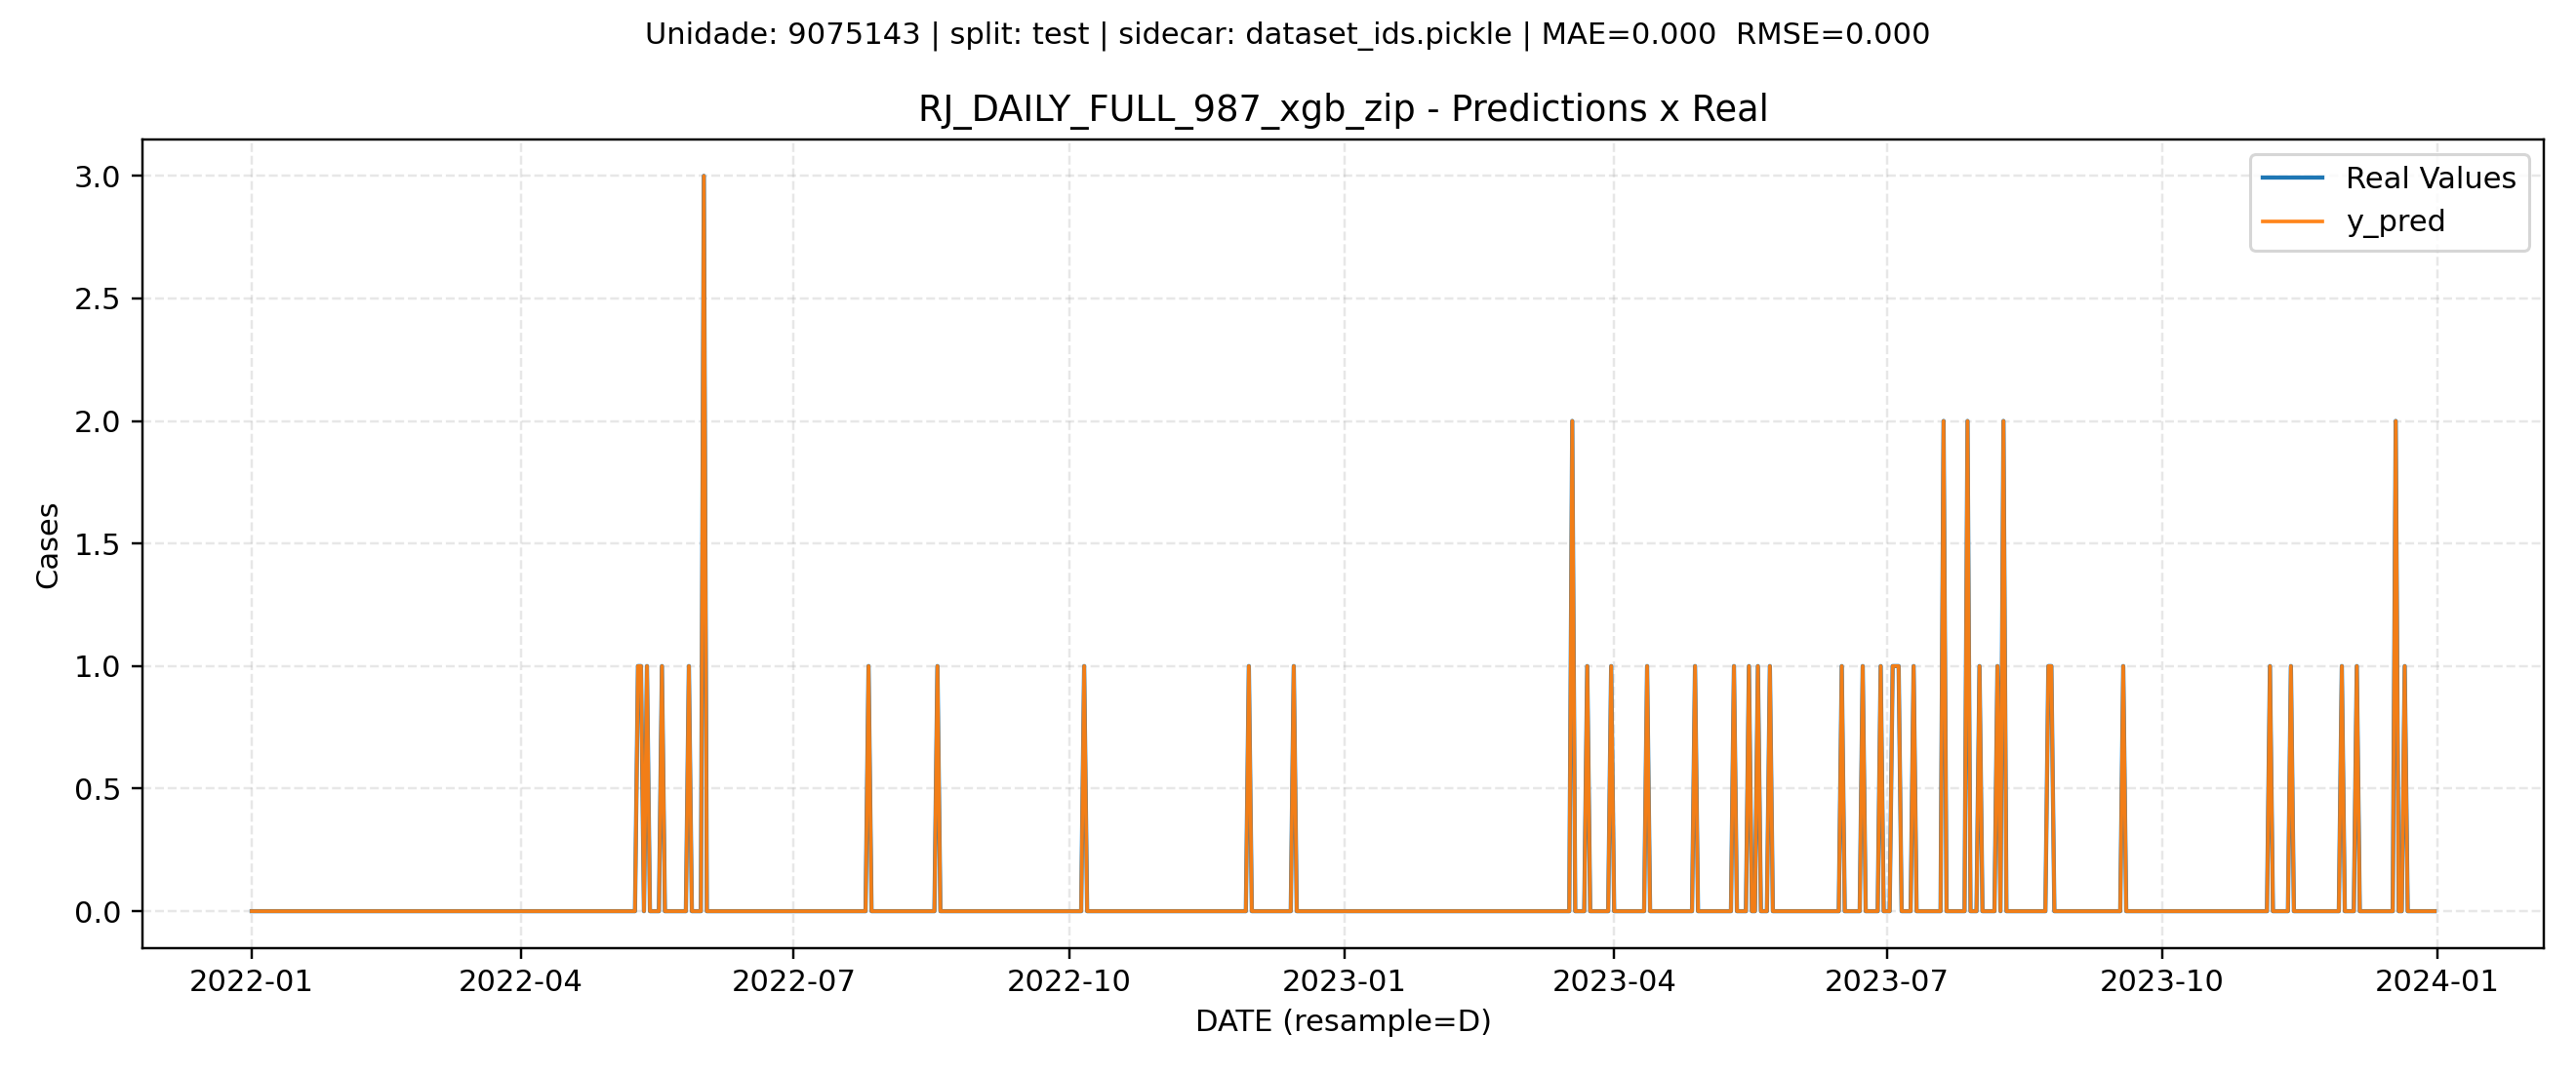 Unidade: 9075143 | split: test | sidecar: dataset_ids.pickle | MAE=0.000  RMSE=0.000
RJ_DAILY_FULL_987_xgb_zip - Predictions x Real
Real Values
y_pred
Cases
3.0
2.5
2.0
1.5
1.0
0.5
0.0
2022-01 2022-04 2022-07 2022-10 2023-01 2023-04 2023-07 2023-10 2024-01
DATE (resample=D)